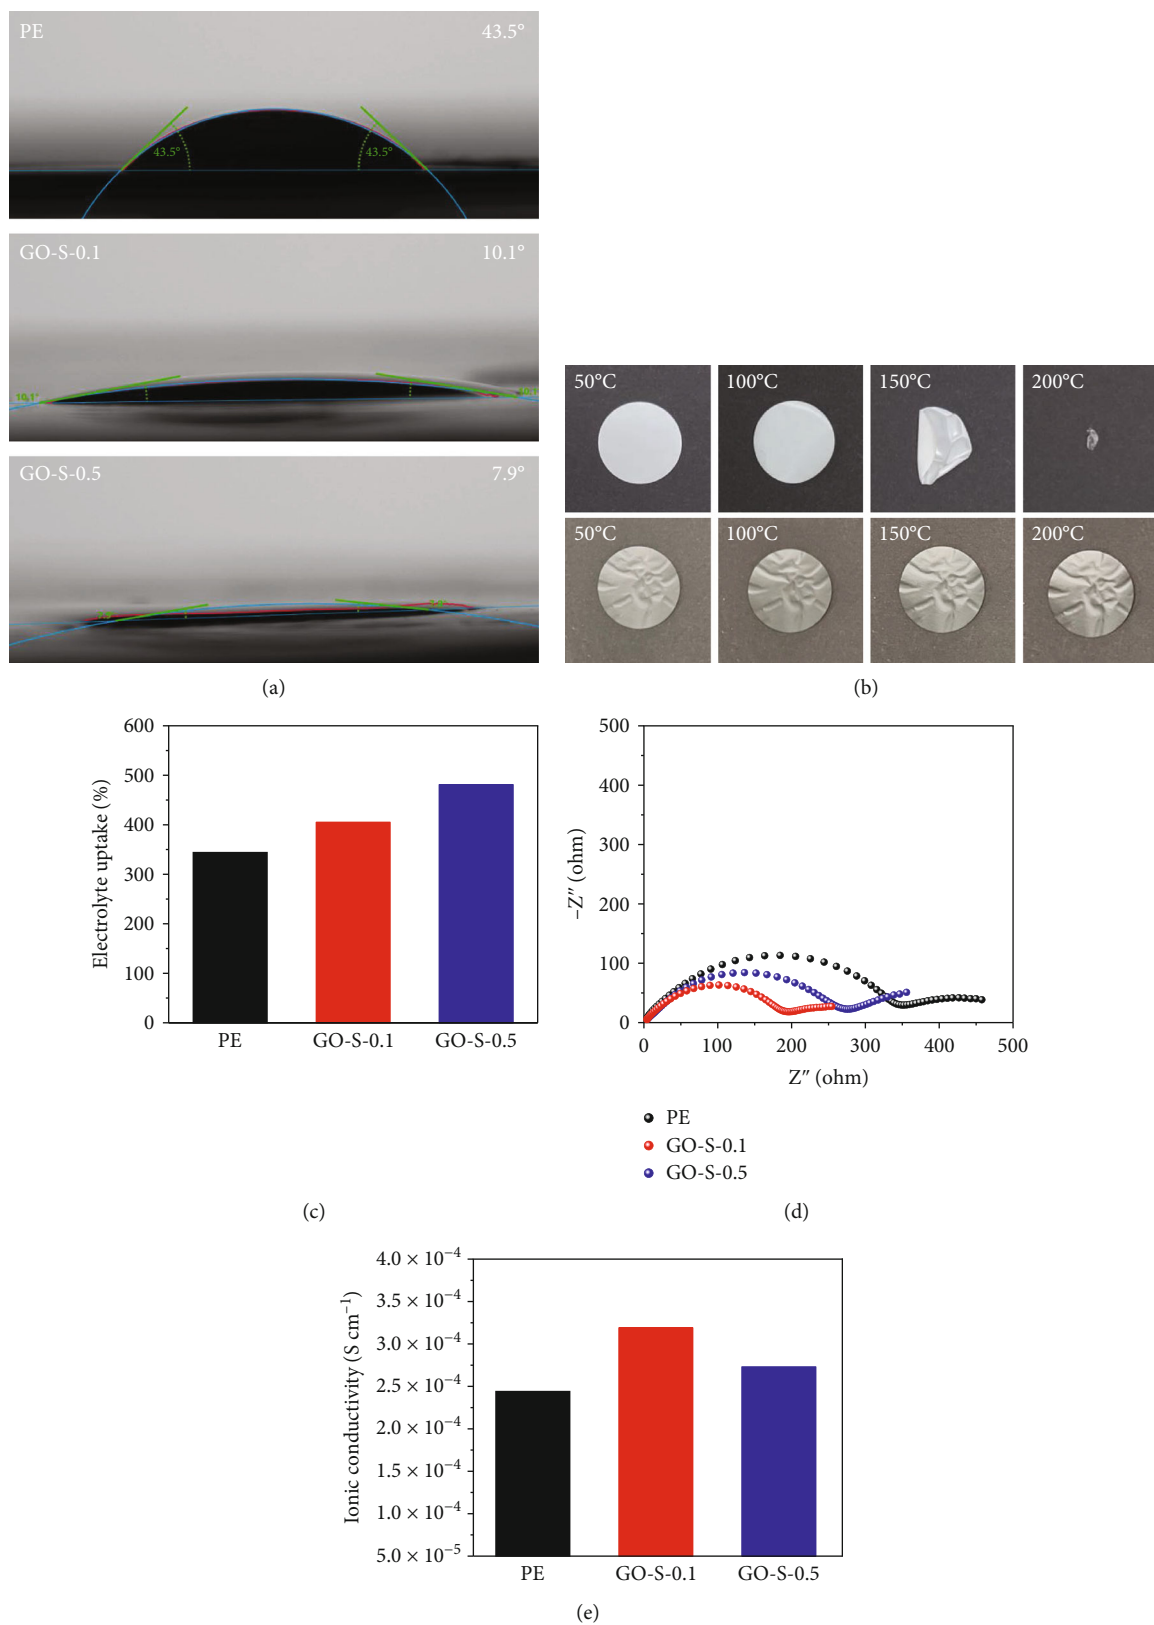 PE 43.5°
43.5° 43.5°
GO-S-0.1 10.1°
10.1°
GO-S-0.5 7.9°
(a)
50°C 100°C 150°C 200°C
50°C 100°C 150°C 200°C
(b)
600
500
400
300
200
100
0
Electrolyte uptake (%)
PE GO-S-0.1 GO-S-0.5
(c)
500
400
300
200
100
0
–Z″ (ohm)
0 100 200 300 400 500
Z″ (ohm)
PE
GO-S-0.1
GO-S-0.5
(d)
4.0 × 10⁻⁴
3.5 × 10⁻⁴
3.0 × 10⁻⁴
2.5 × 10⁻⁴
2.0 × 10⁻⁴
1.5 × 10⁻⁴
1.0 × 10⁻⁴
5.0 × 10⁻⁵
Ionic conductivity (S cm⁻¹)
PE GO-S-0.1 GO-S-0.5
(e)